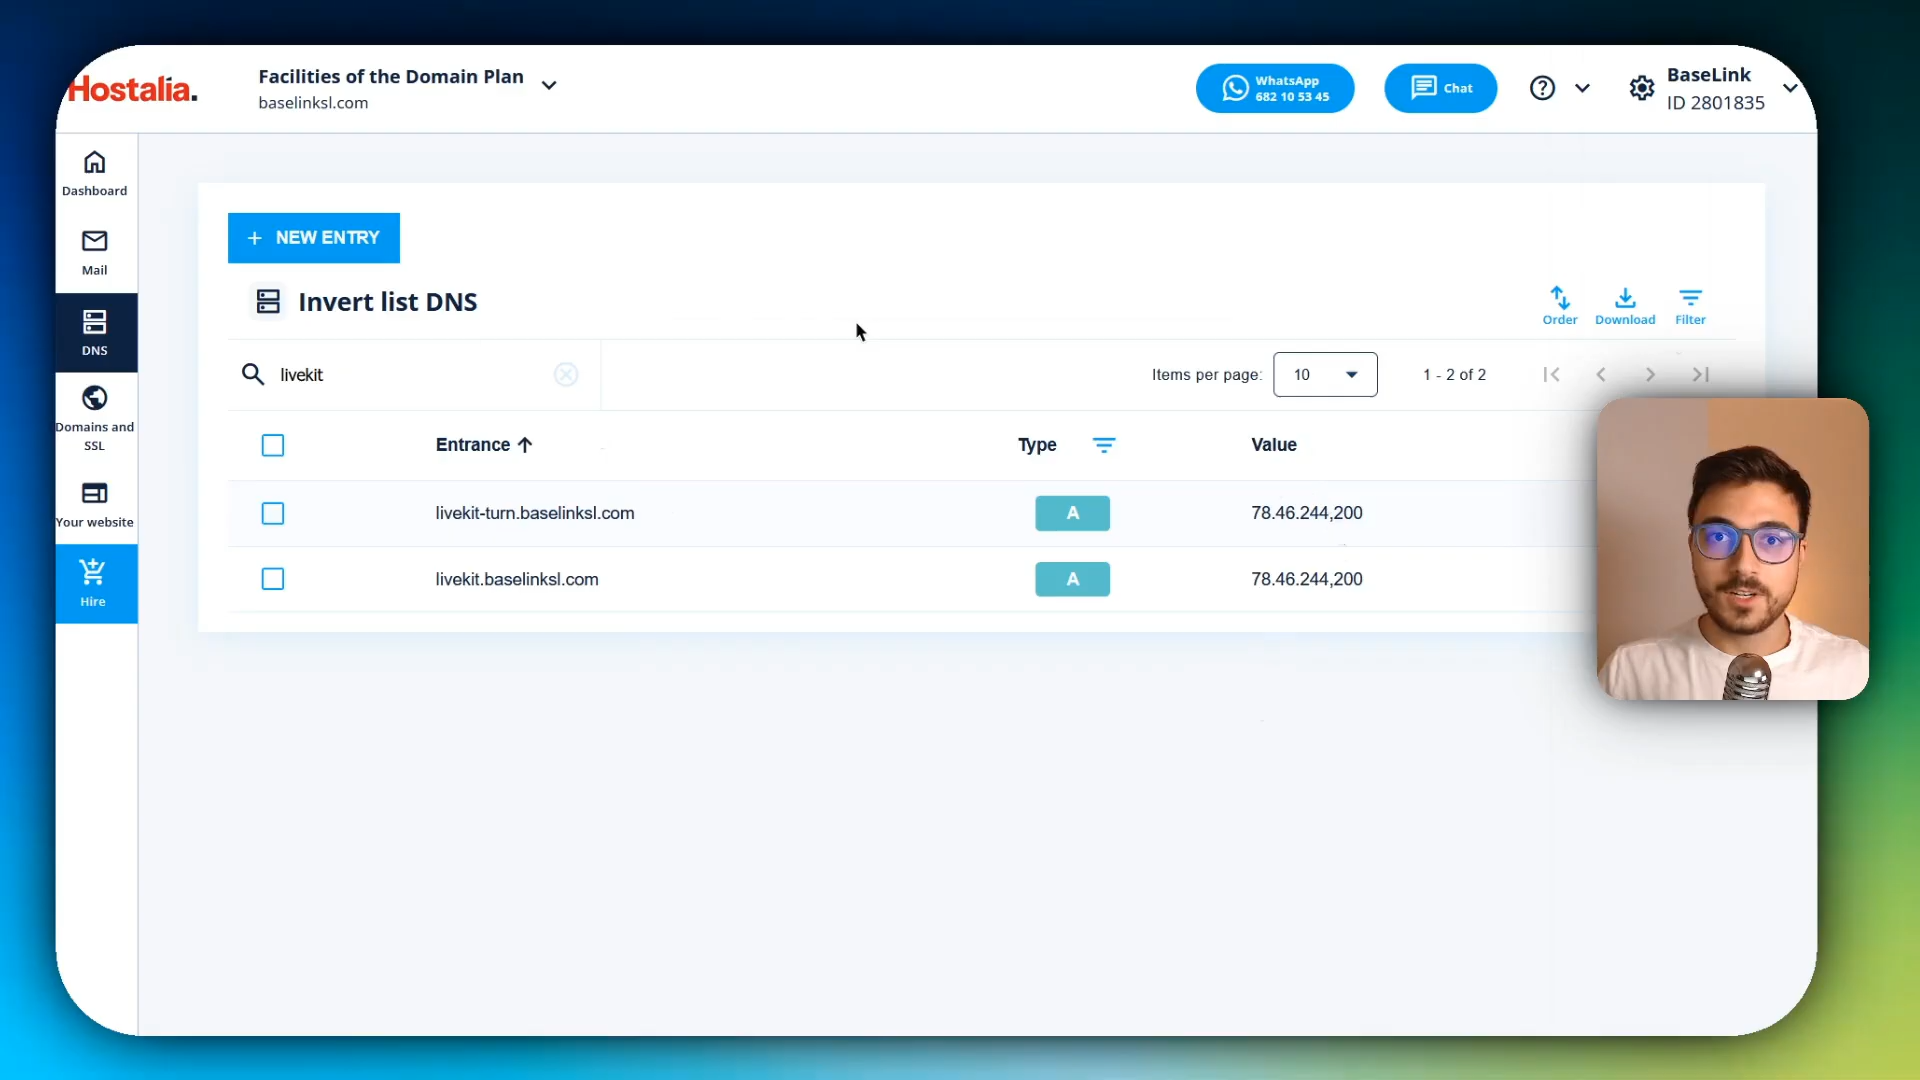 Hostalia.
Facilities of the Domain Plan
baselinksl.com
WhatsApp
682 10 53 45
Chat
BaseLink
ID 2801835
Dashboard
Mail
DNS
Domains and
SSL
Your website
Hire
+ NEW ENTRY
Invert list DNS
Order
Download
Filter
livekit
Items per page:
10
1 - 2 of 2
Entrance
Type
Value
livekit-turn.baselinksl.com
A
78.46.244,200
livekit.baselinksl.com
A
78.46.244,200